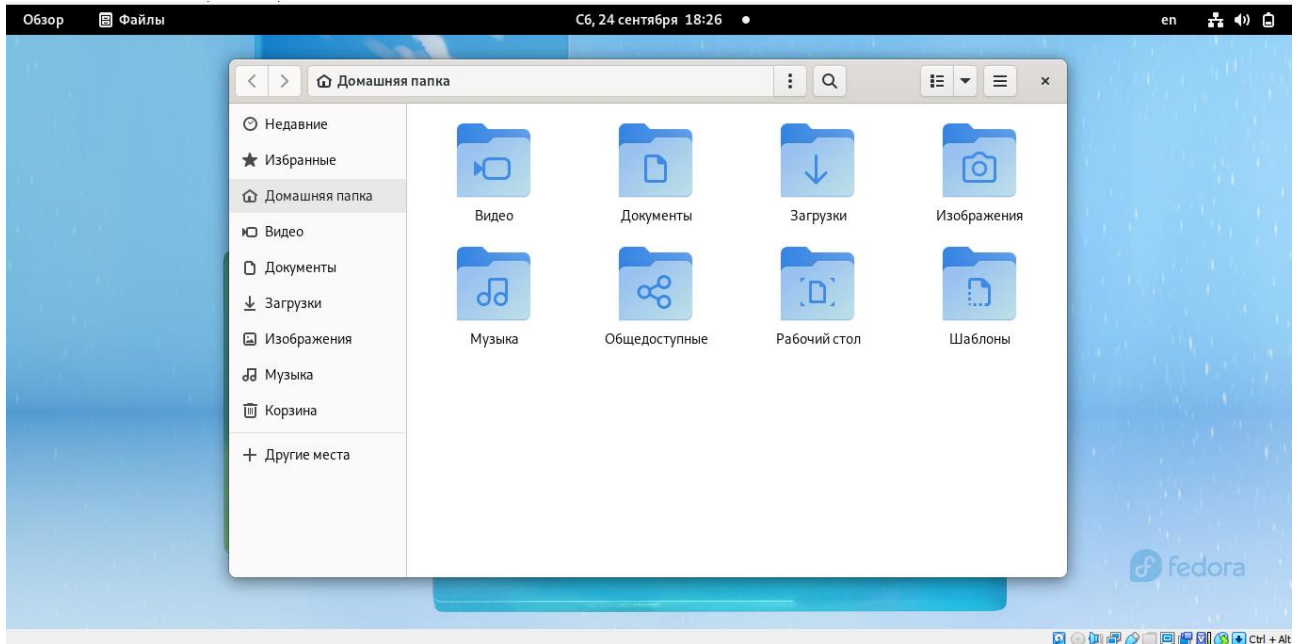 Обзор Файлы Сб, 24 сентября 18:26 en
Домашняя папка
Недавние
Избранные
Домашняя папка
Видео
Документы
Загрузки
Изображения
Музыка
Корзина
Другие места
Видео Документы Загрузки Изображения
Музыка Общедоступные Рабочий стол Шаблоны
fedora
Ctrl + Alt